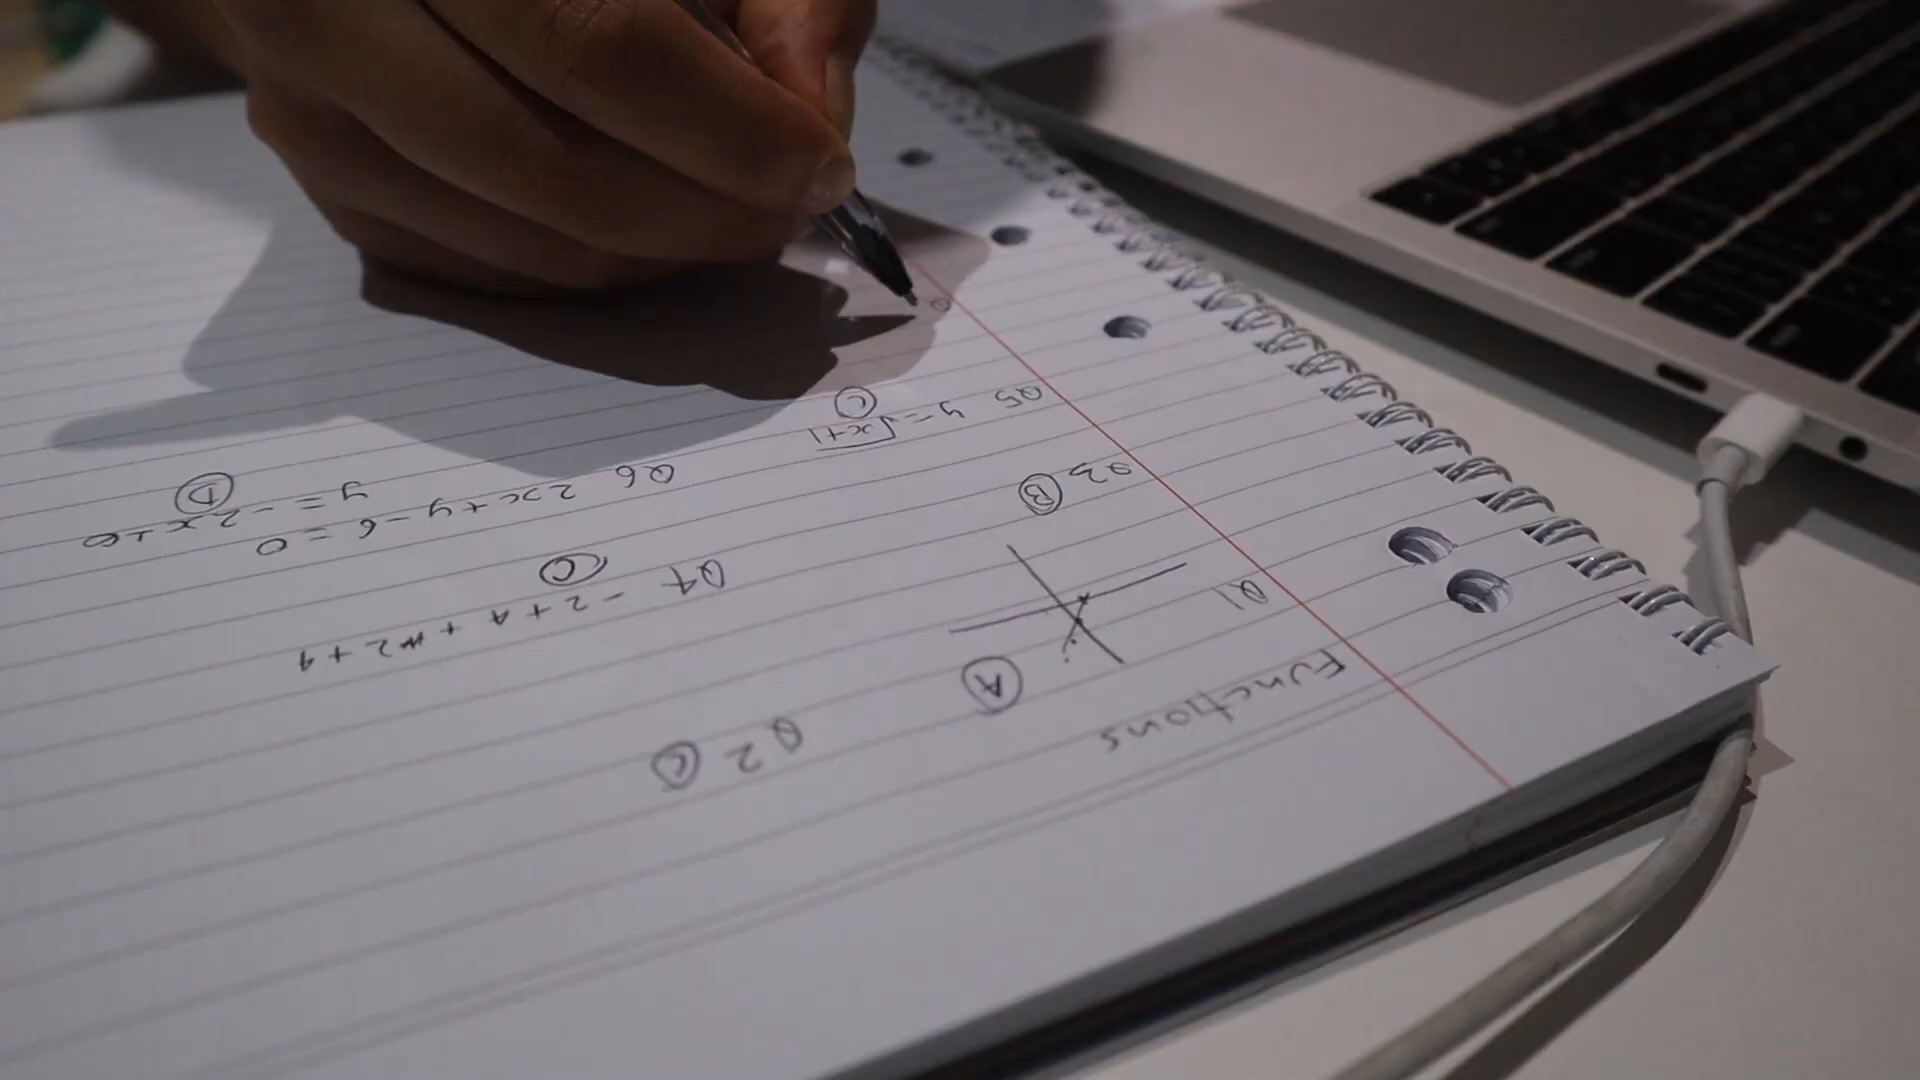 Functions
Q1
A
Q2 C
Q3 B
Q4 -2+4+-2+4
C
Q5 y=√x+1
C
Q6 2x+y-6=0
y=-2x+6
D
Q